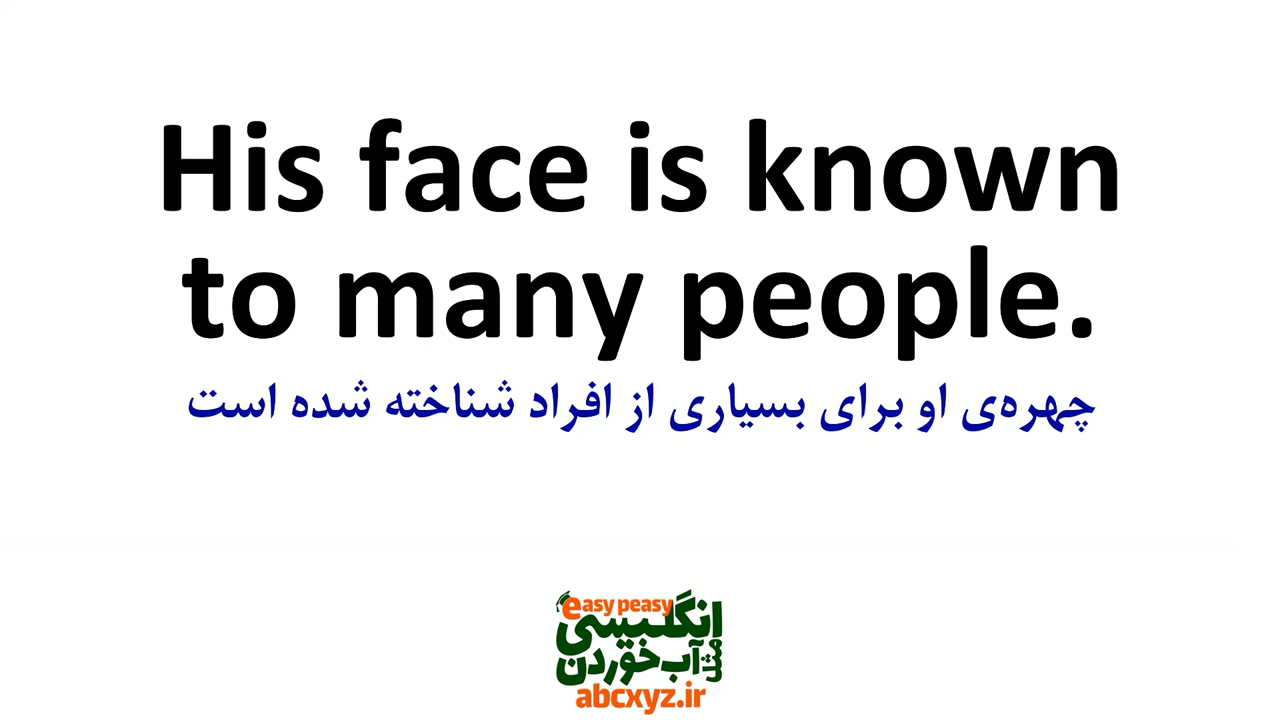 His face is known
to many people.
چهره‌ی او برای بسیاری از افراد شناخته شده است
easy peasy
انگلیسی
مثل آب خوردن
abcxyz.ir